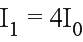 I₁ = 4I₀